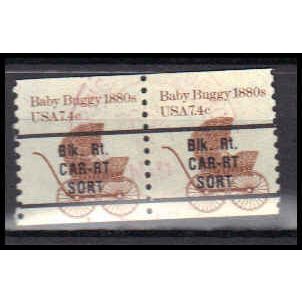 Baby Buggy 1880s
USA 7.4c
Blk. Rt.
CAR-RT
SORT
Baby Buggy 1880s
USA 7.4c
Blk. Rt.
CAR-RT
SORT